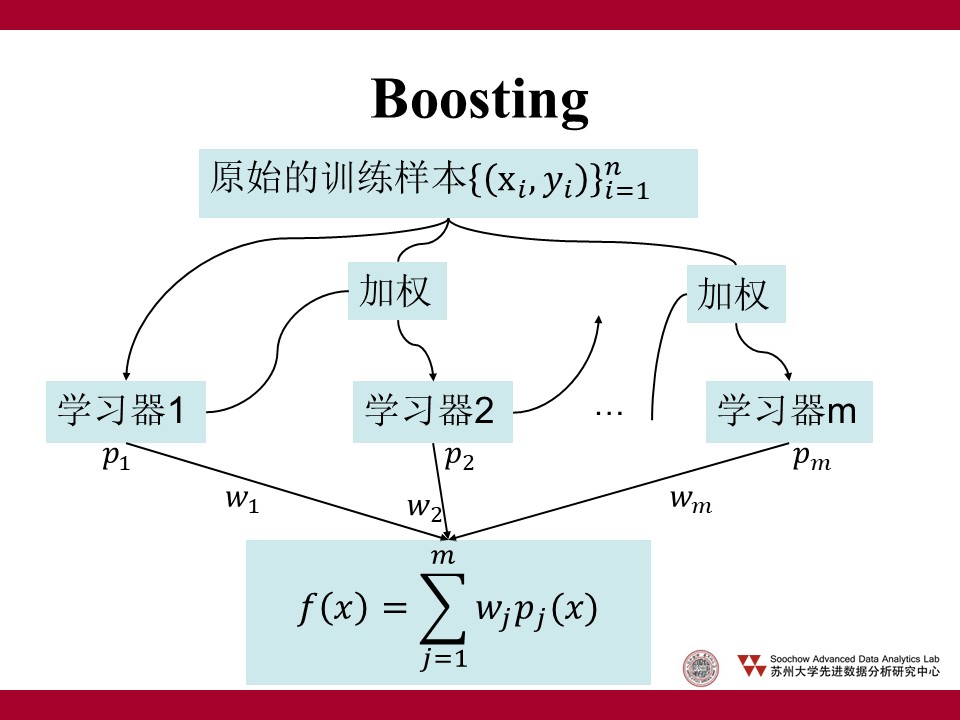 Boosting
原始的训练样本{(x_i, y_i)}_{i=1}^n
加权
加权
学习器1
学习器2
…
学习器m
p_1
p_2
p_m
w_1
w_2
w_m
f(x) = \sum_{j=1}^{m} w_j p_j(x)
Soochow Advanced Data Analytics Lab
苏州大学先进数据分析研究中心